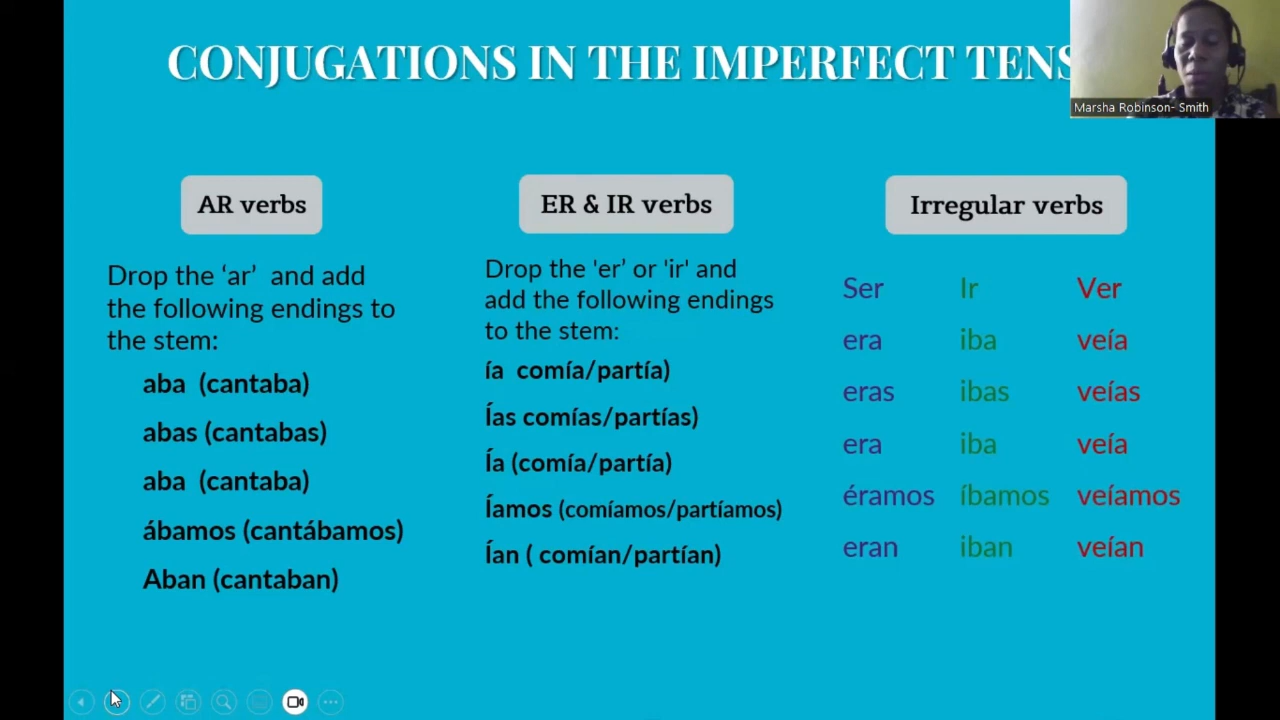 CONJUGATIONS IN THE IMPERFECT TENS
Marsha Robinson- Smith
AR verbs
Drop the ‘ar’ and add
the following endings to
the stem:
aba (cantaba)
abas (cantabas)
aba (cantaba)
ábamos (cantábamos)
Aban (cantaban)
ER & IR verbs
Drop the 'er’ or 'ir' and
add the following endings
to the stem:
ía comía/partía)
Ías comías/partías)
Ía (comía/partía)
Íamos (comíamos/partíamos)
Ían ( comían/partían)
Irregular verbs
Ser Ir Ver
era iba veía
eras ibas veías
era iba veía
éramos íbamos veíamos
eran iban veían